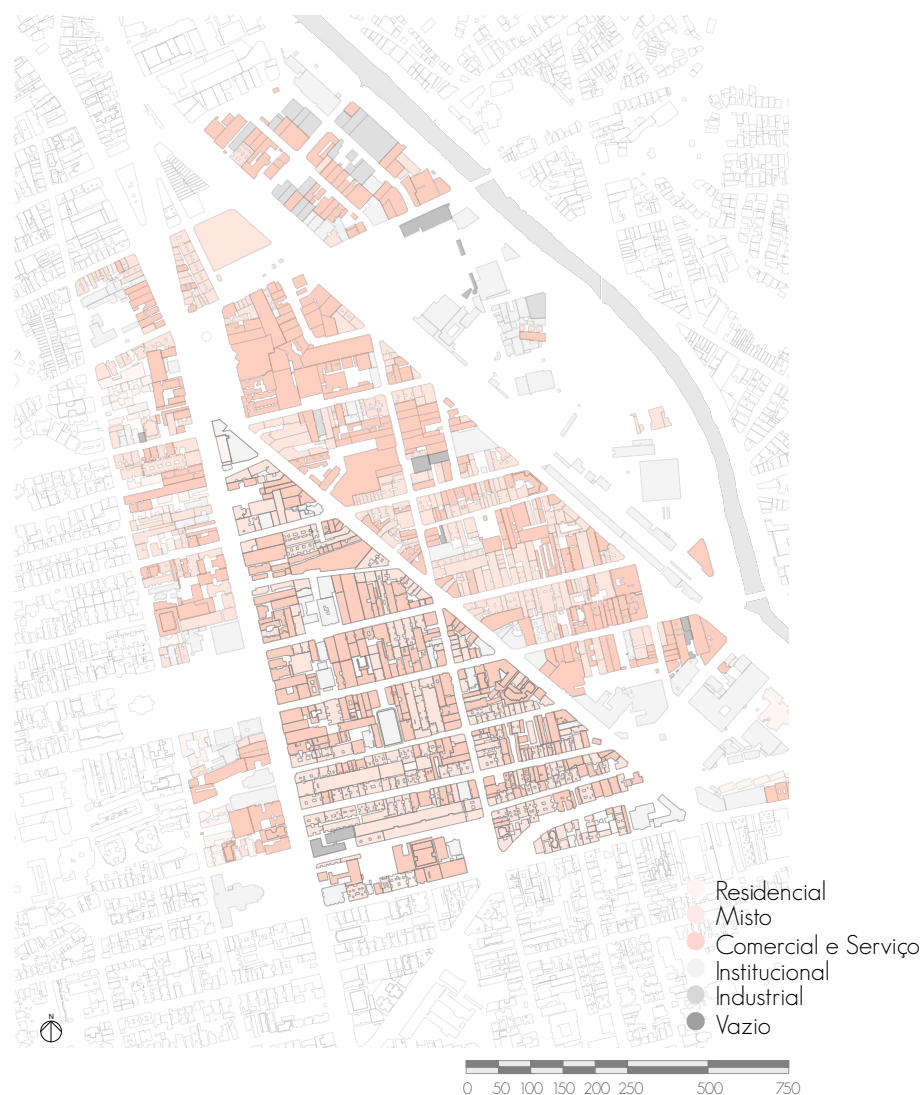 Residencial
Misto
Comercial e Serviço
Institucional
Industrial
Vazio
N
0 50 100 150 200 250 500 750